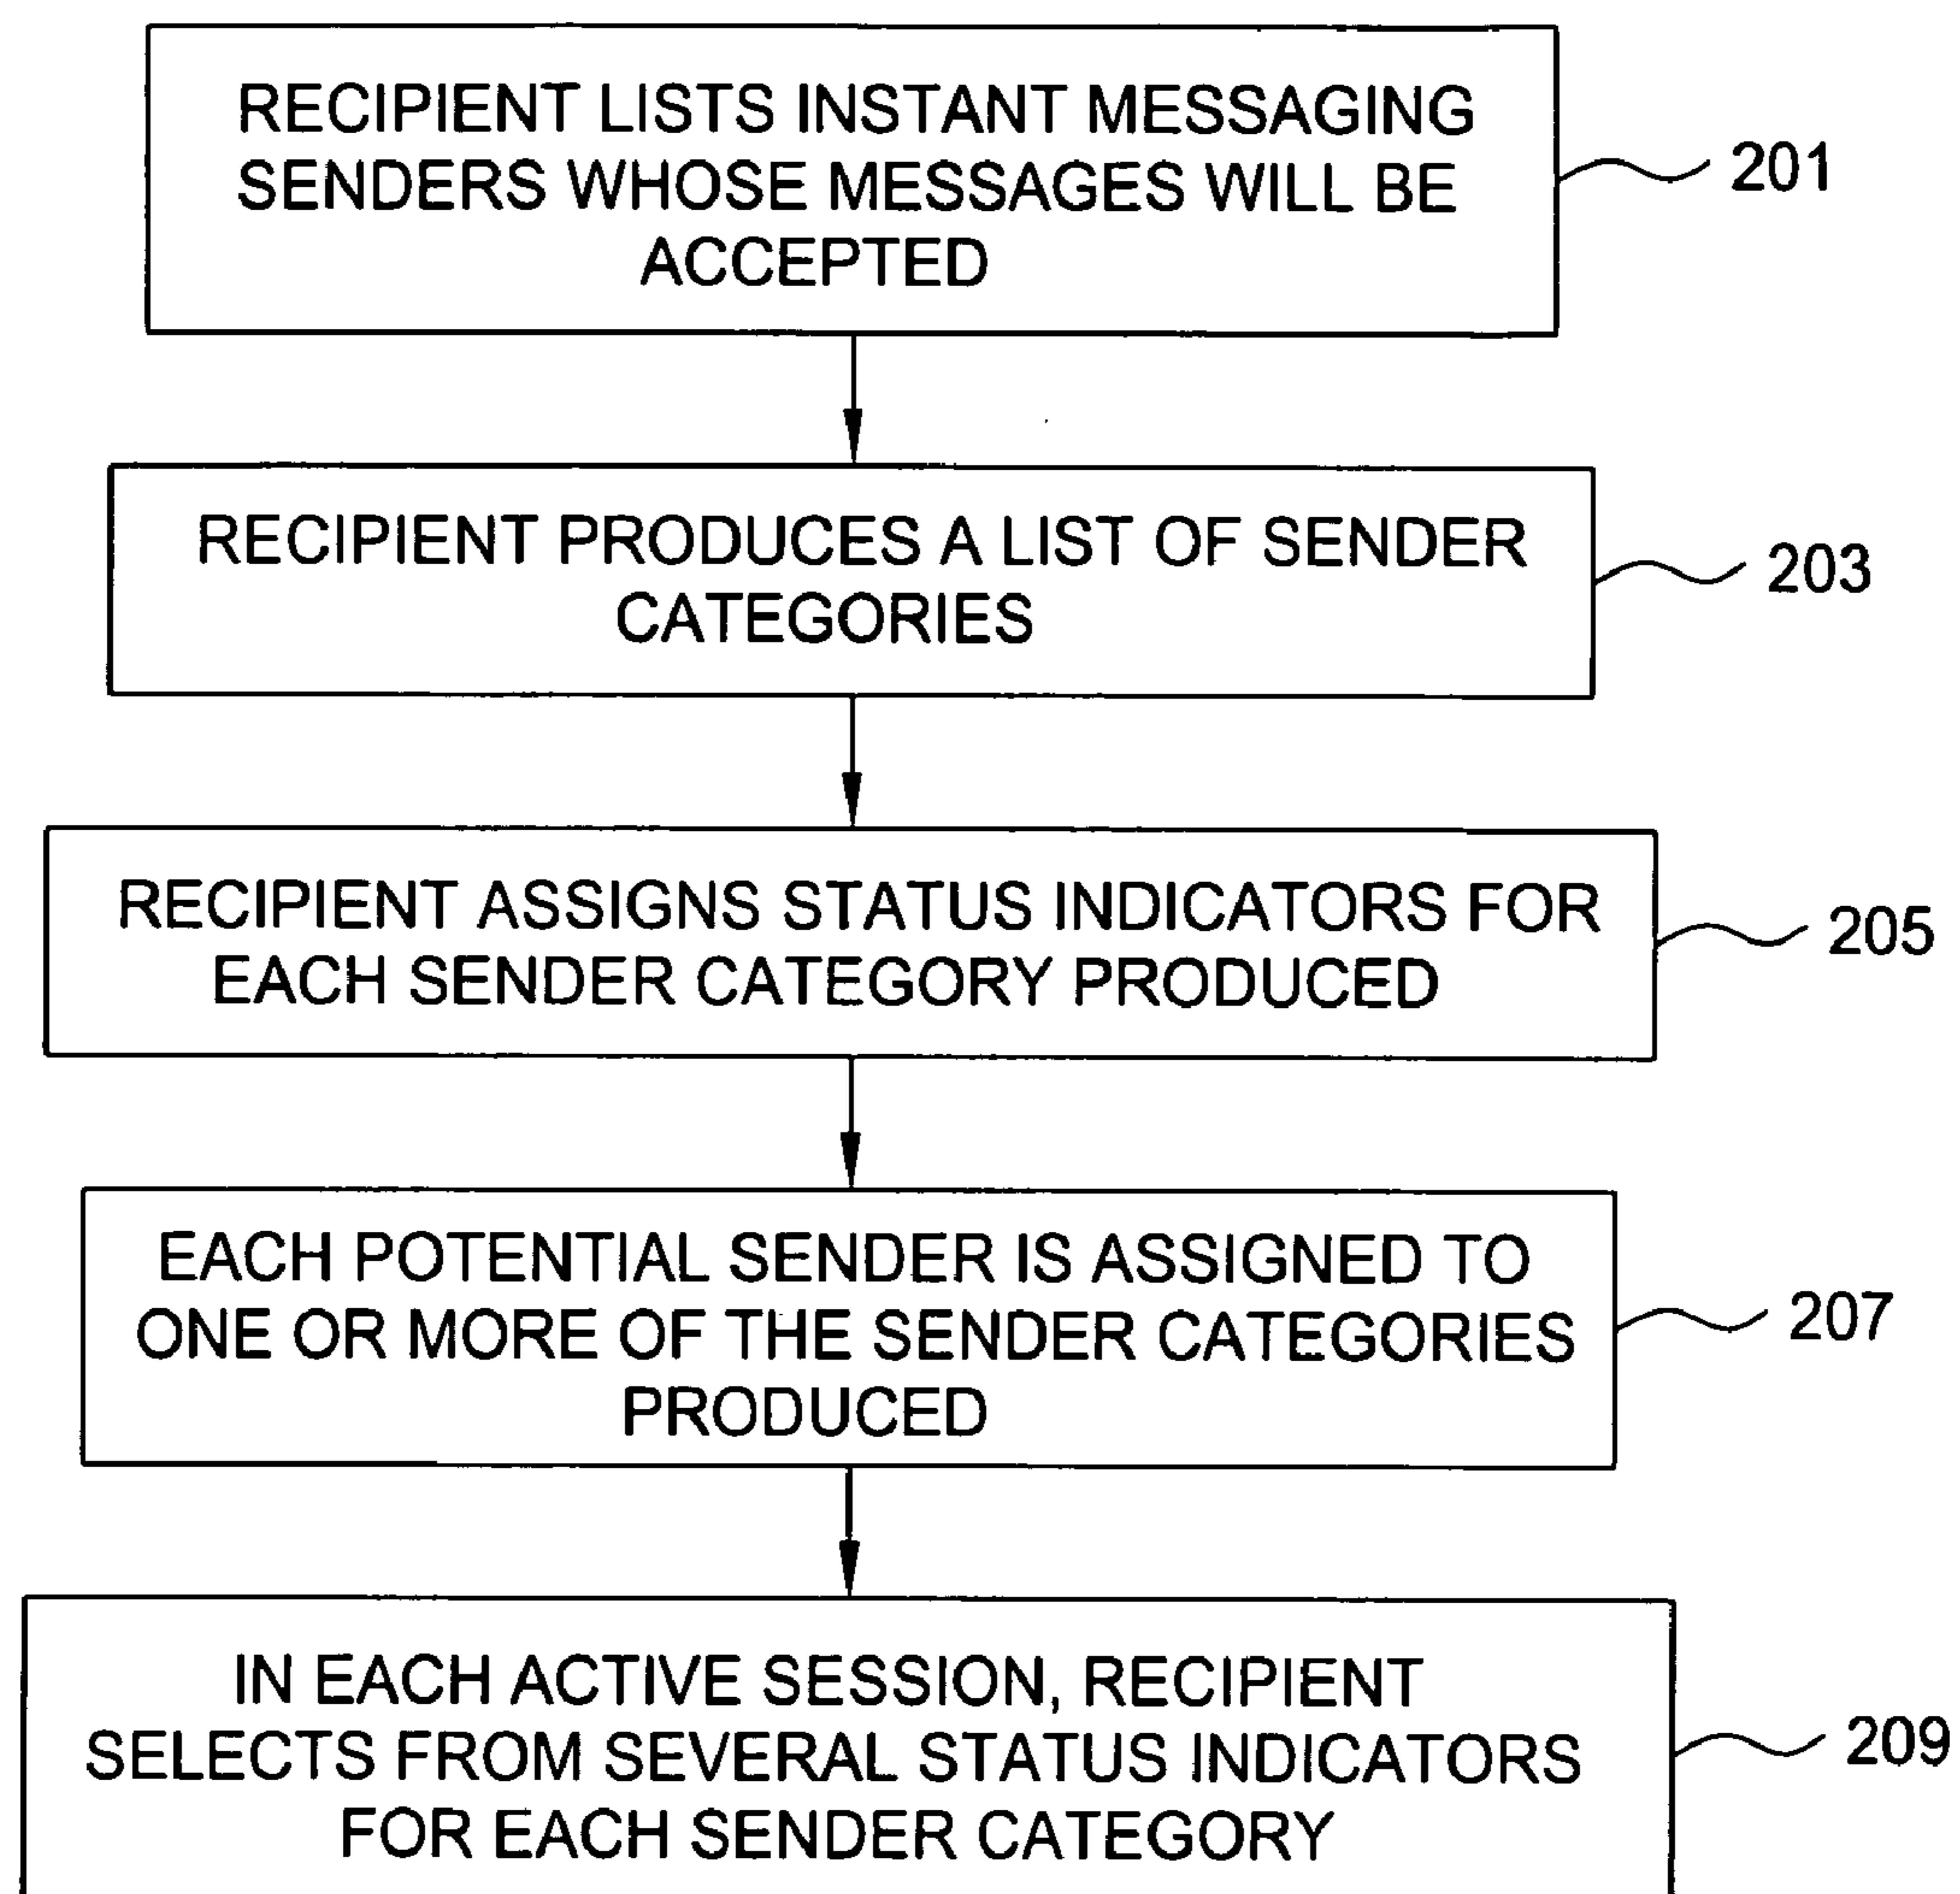 RECIPIENT LISTS INSTANT MESSAGING
SENDERS WHOSE MESSAGES WILL BE
ACCEPTED
201
RECIPIENT PRODUCES A LIST OF SENDER
CATEGORIES
203
RECIPIENT ASSIGNS STATUS INDICATORS FOR
EACH SENDER CATEGORY PRODUCED
205
EACH POTENTIAL SENDER IS ASSIGNED TO
ONE OR MORE OF THE SENDER CATEGORIES
PRODUCED
207
IN EACH ACTIVE SESSION, RECIPIENT
SELECTS FROM SEVERAL STATUS INDICATORS
FOR EACH SENDER CATEGORY
209